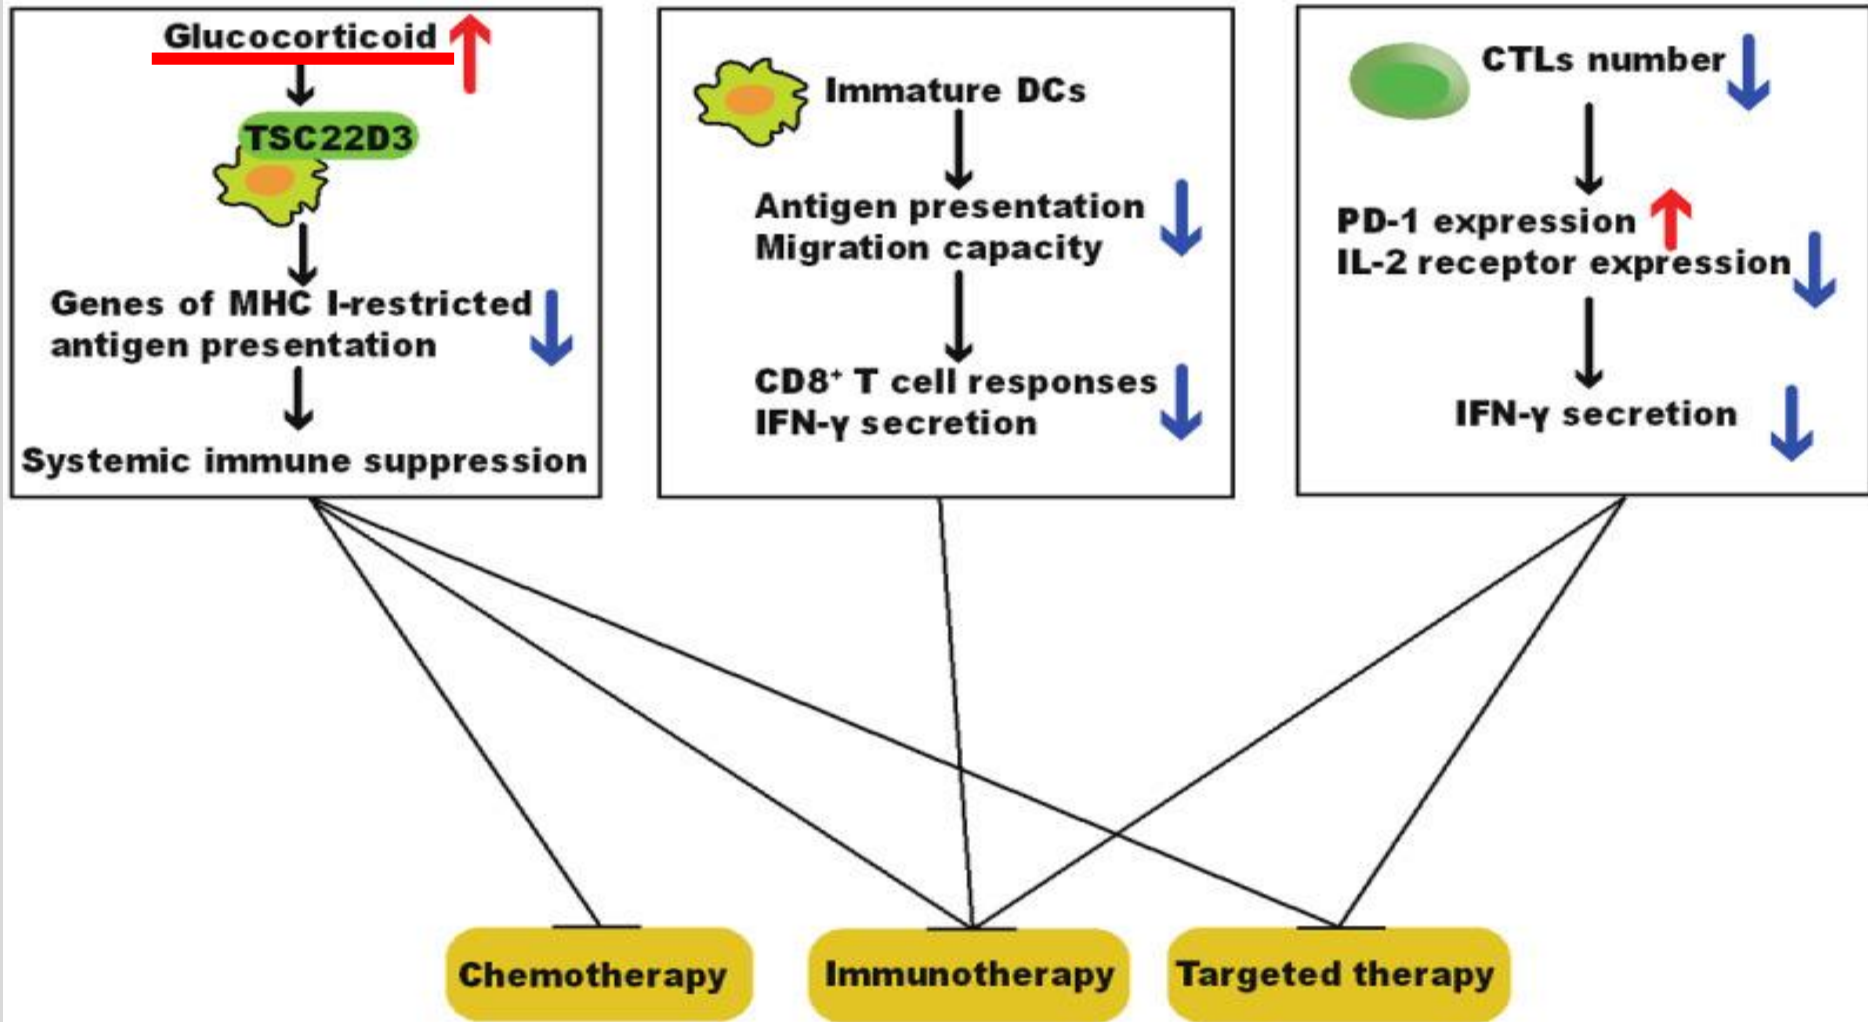 Glucocorticoid
TSC22D3
Genes of MHC I-restricted
antigen presentation
Systemic immune suppression
Immature DCs
Antigen presentation
Migration capacity
CD8⁺ T cell responses
IFN-γ secretion
CTLs number
PD-1 expression
IL-2 receptor expression
IFN-γ secretion
Chemotherapy
Immunotherapy
Targeted therapy